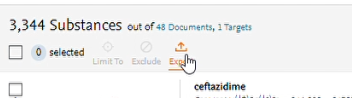 3,344 Substances out of 48 Documents, 1 Targets
0 selected Limit To Exclude
ceftazidime